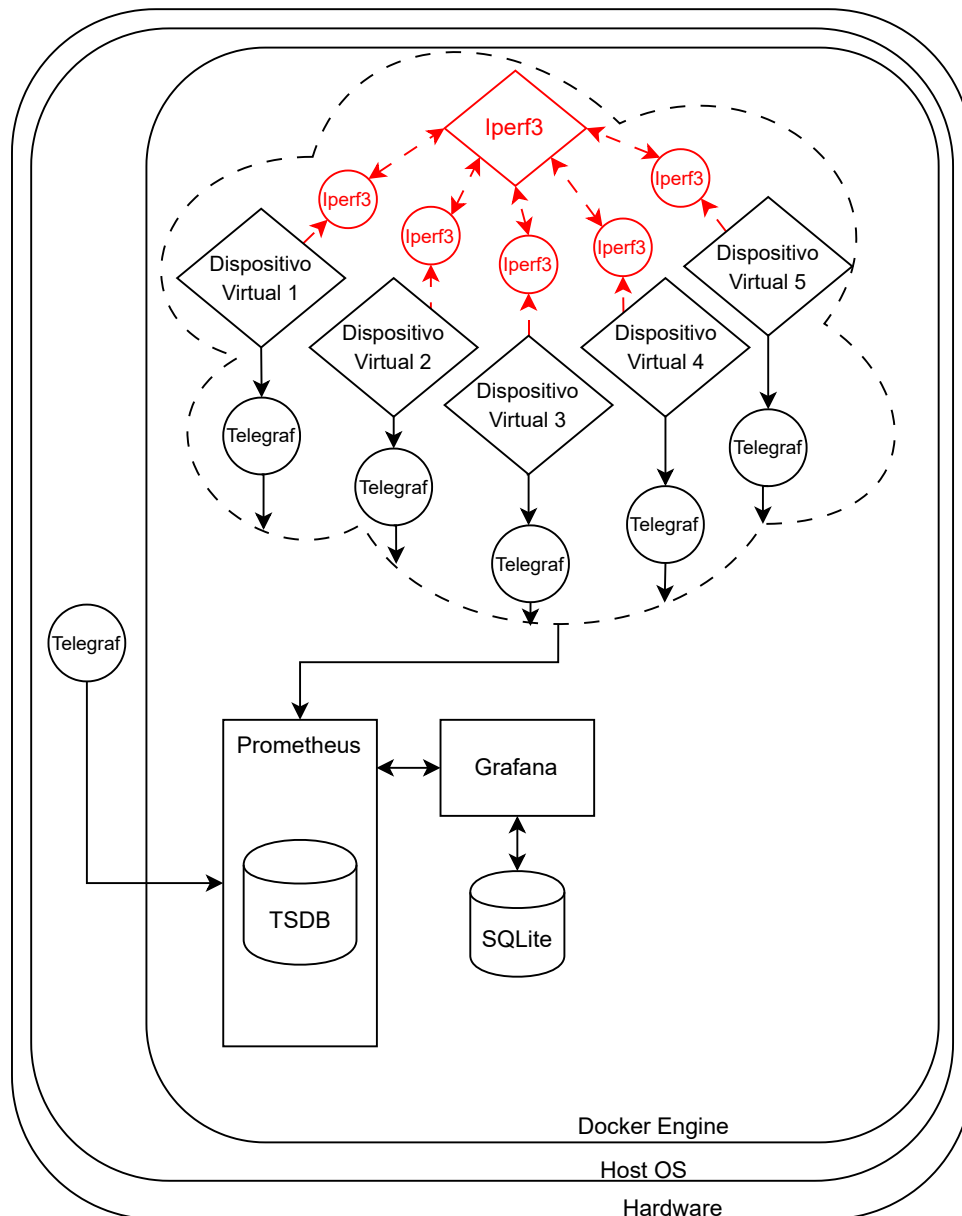 Iperf3
Iperf3
Iperf3
Iperf3
Iperf3
Iperf3
Dispositivo
Virtual 1
Dispositivo
Virtual 2
Dispositivo
Virtual 3
Dispositivo
Virtual 4
Dispositivo
Virtual 5
Telegraf
Telegraf
Telegraf
Telegraf
Telegraf
Telegraf
Prometheus
TSDB
Grafana
SQLite
Docker Engine
Host OS
Hardware